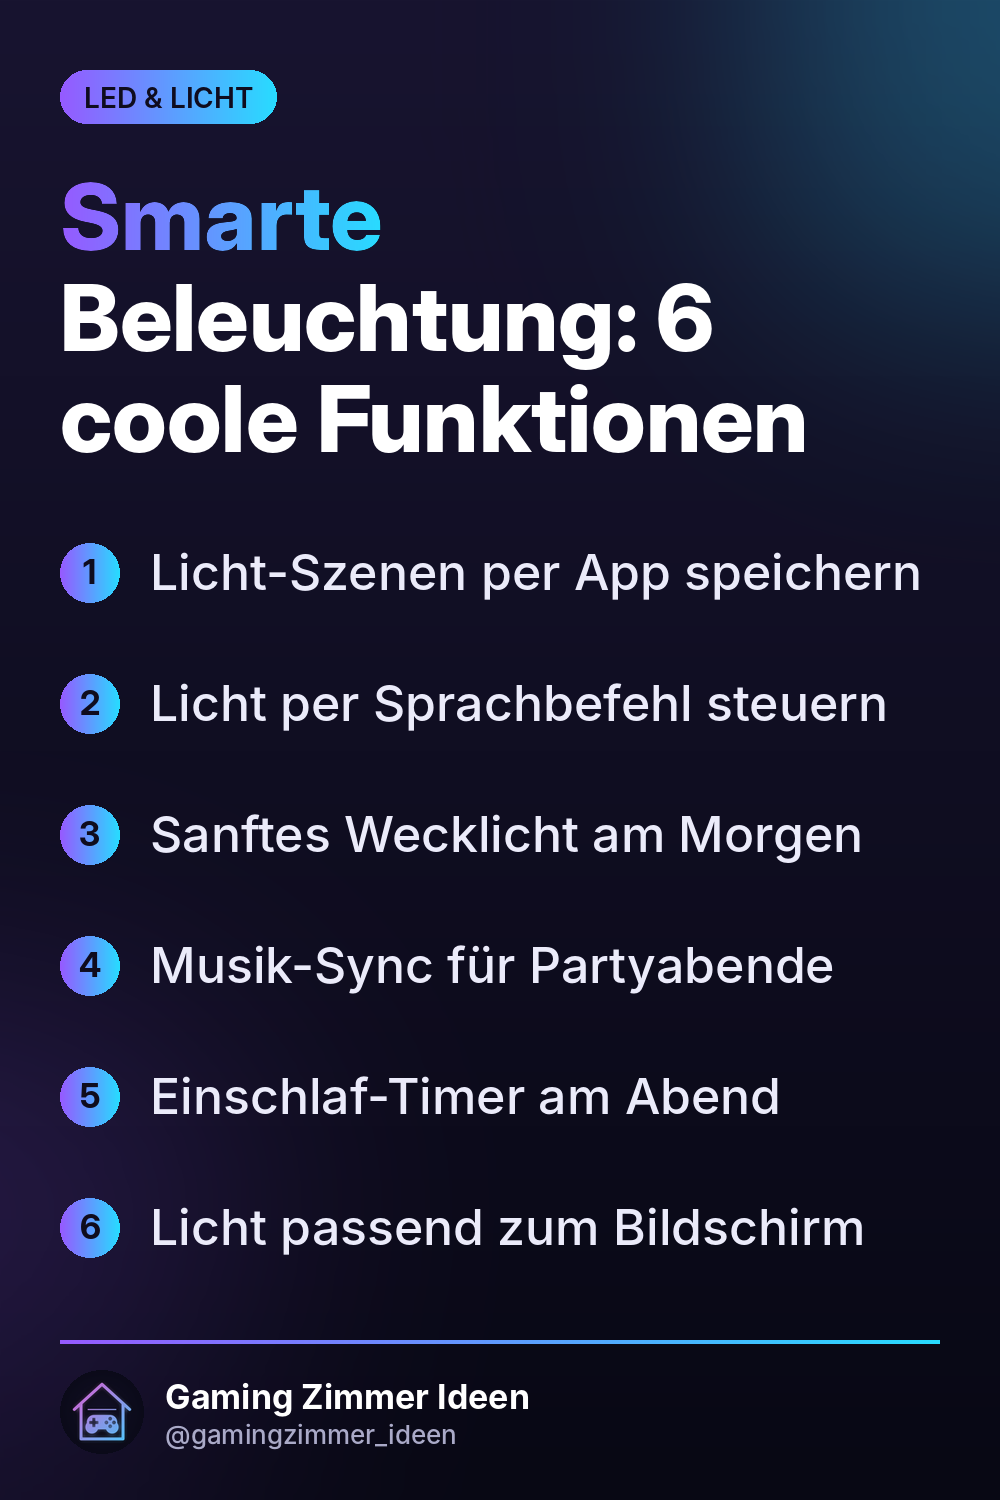 LED & LICHT
Smarte
Beleuchtung: 6
coole Funktionen
1 Licht-Szenen per App speichern
2 Licht per Sprachbefehl steuern
3 Sanftes Wecklicht am Morgen
4 Musik-Sync für Partyabende
5 Einschlaf-Timer am Abend
6 Licht passend zum Bildschirm
Gaming Zimmer Ideen
@gamingzimmer_ideen